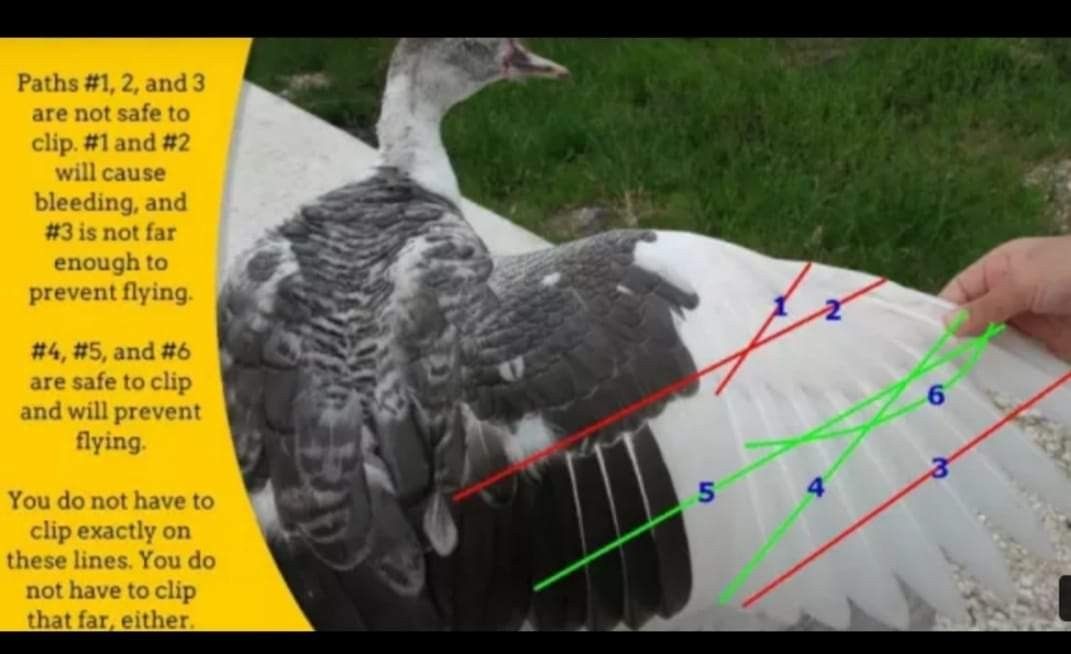 Paths #1, 2, and 3
are not safe to
clip. #1 and #2
will cause
bleeding, and
#3 is not far
enough to
prevent flying.
#4, #5, and #6
are safe to clip
and will prevent
flying.
You do not have to
clip exactly on
these lines. You do
not have to clip
that far, either.
1
2
6
3
5
4